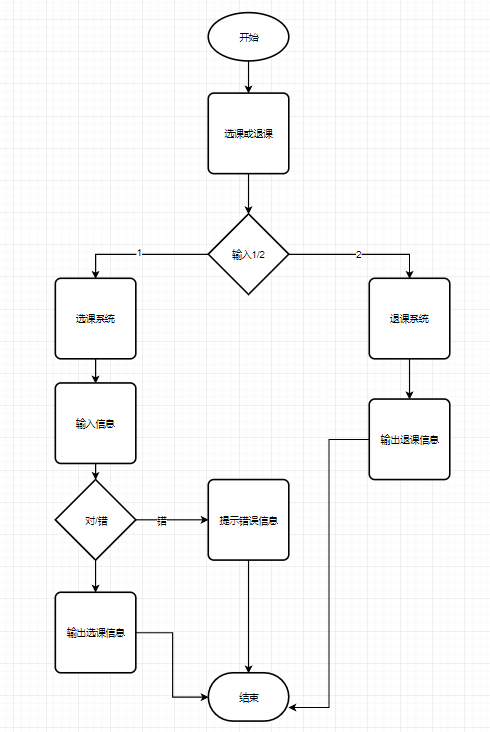 开始
选课或退课
输入1/2
1
2
选课系统
退课系统
输入信息
输出退课信息
对/错
错
提示错误信息
输出选课信息
结束